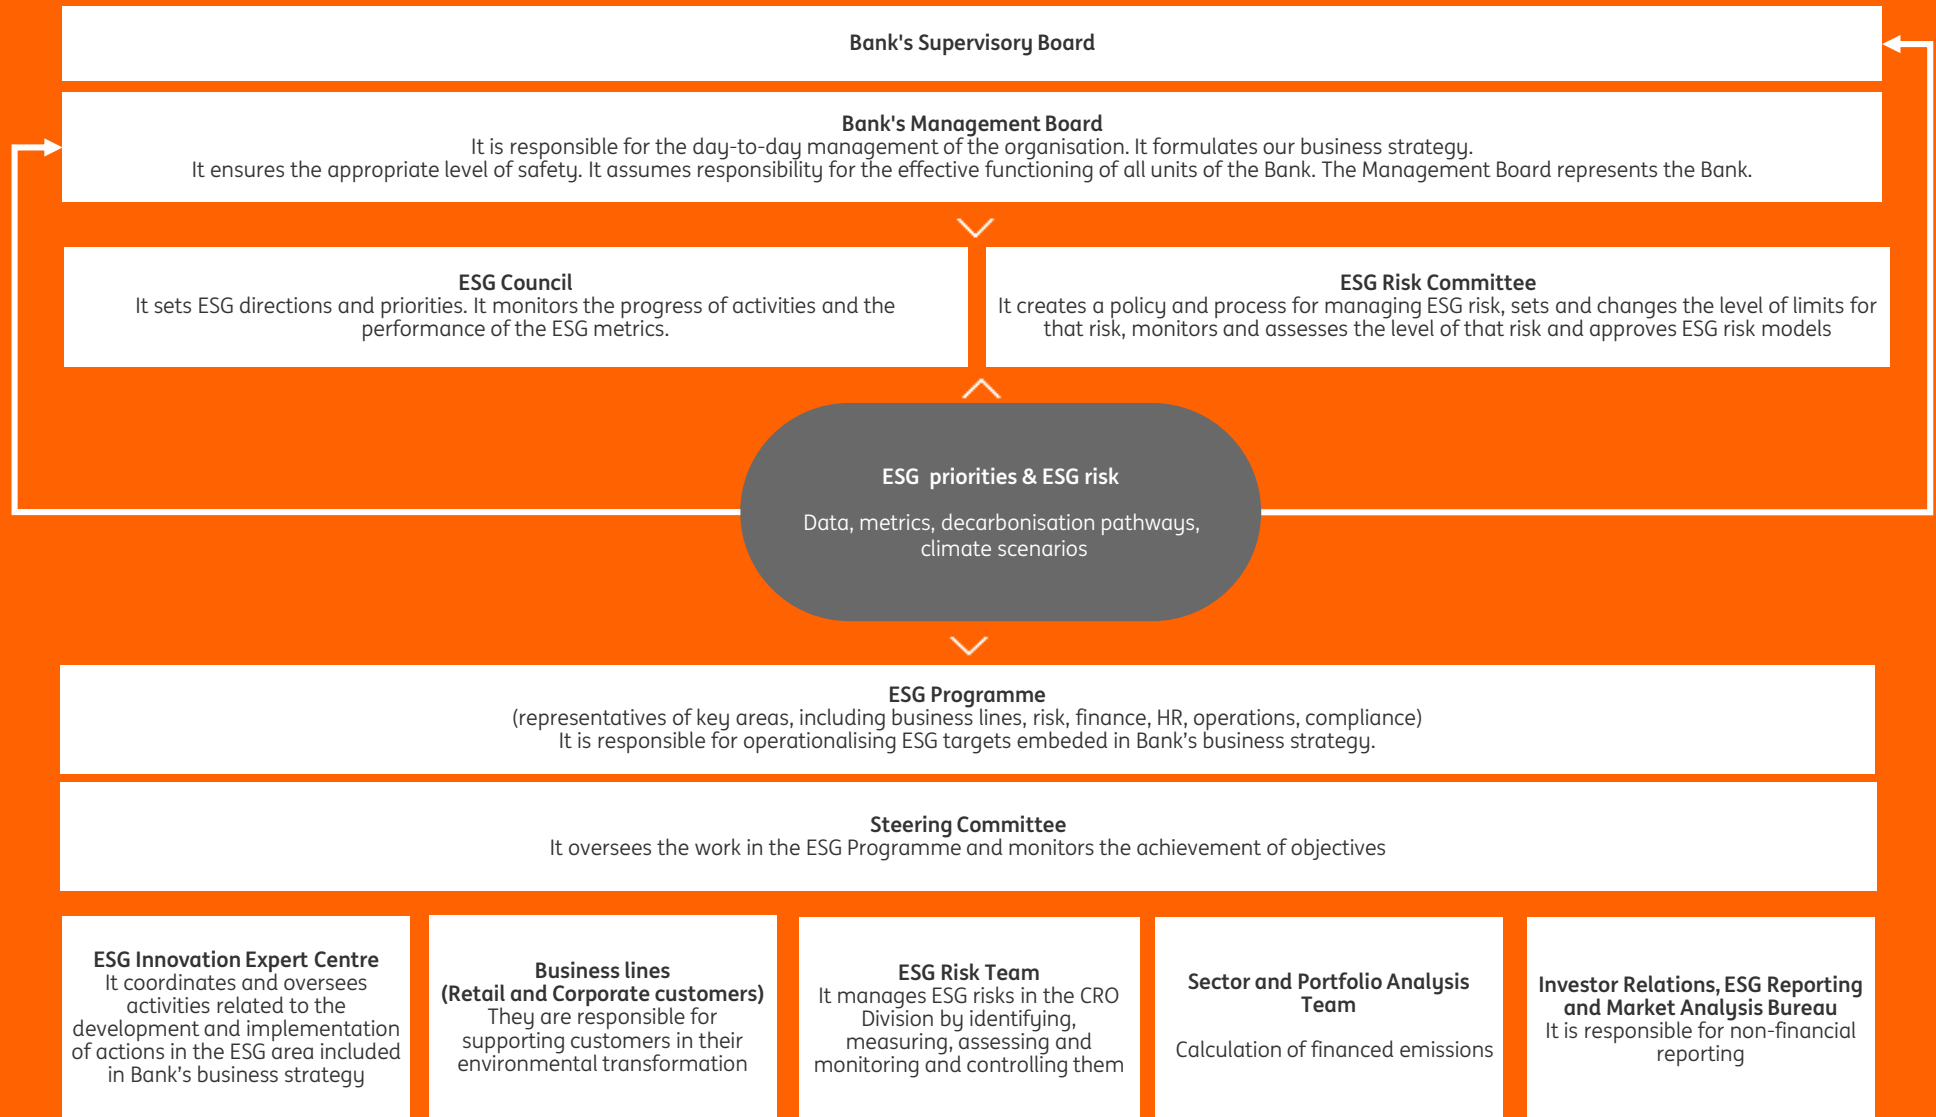 Bank's Supervisory Board
Bank's Management Board
It is responsible for the day-to-day management of the organisation. It formulates our business strategy.
It ensures the appropriate level of safety. It assumes responsibility for the effective functioning of all units of the Bank. The Management Board represents the Bank.
ESG Council
It sets ESG directions and priorities. It monitors the progress of activities and the
performance of the ESG metrics.
ESG Risk Committee
It creates a policy and process for managing ESG risk, sets and changes the level of limits for
that risk, monitors and assesses the level of that risk and approves ESG risk models
ESG priorities & ESG risk
Data, metrics, decarbonisation pathways,
climate scenarios
ESG Programme
(representatives of key areas, including business lines, risk, finance, HR, operations, compliance)
It is responsible for operationalising ESG targets embeded in Bank’s business strategy.
Steering Committee
It oversees the work in the ESG Programme and monitors the achievement of objectives
ESG Innovation Expert Centre
It coordinates and oversees
activities related to the
development and implementation
of actions in the ESG area included
in Bank’s business strategy
Business lines
(Retail and Corporate customers)
They are responsible for
supporting customers in their
environmental transformation
ESG Risk Team
It manages ESG risks in the CRO
Division by identifying,
measuring, assessing and
monitoring and controlling them
Sector and Portfolio Analysis
Team
Calculation of financed emissions
Investor Relations, ESG Reporting
and Market Analysis Bureau
It is responsible for non-financial
reporting